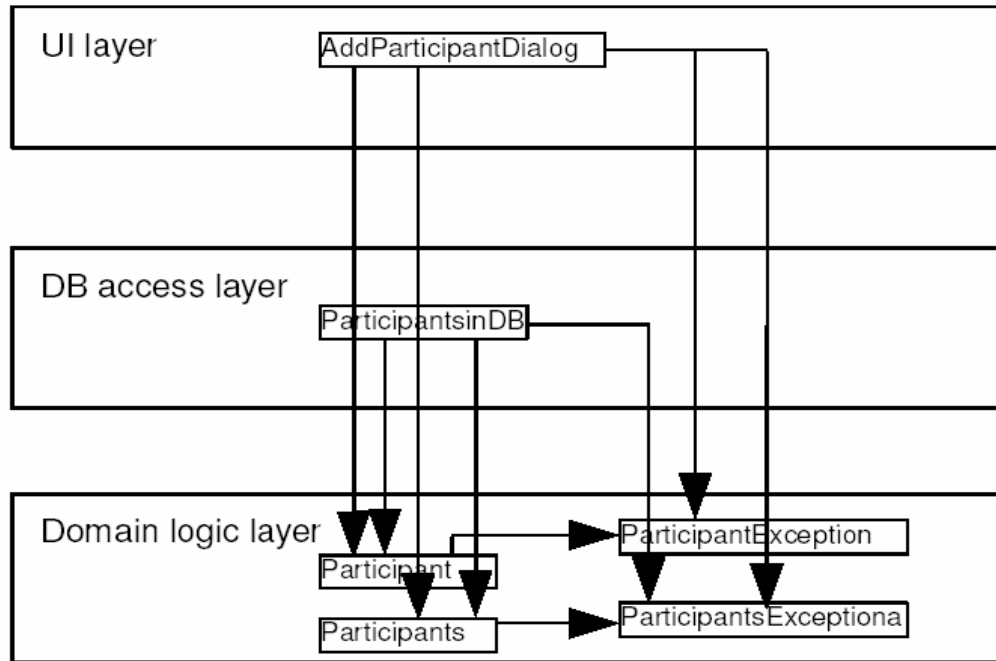 UI layer
AddParticipantDialog
DB access layer
ParticipantsinDB
Domain logic layer
ParticipantException
Participant
ParticipantsExceptiona
Participants